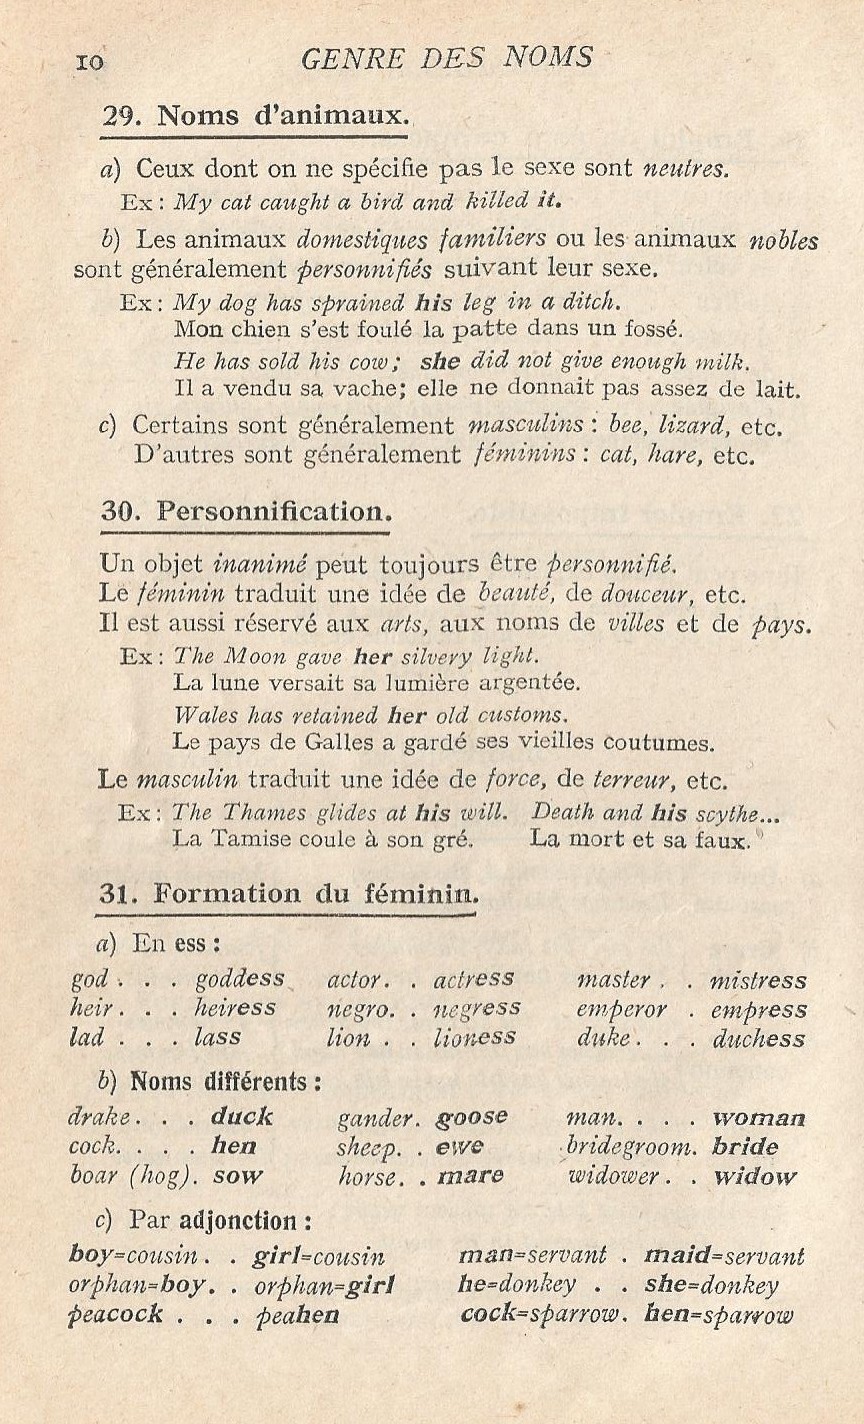 10 GENRE DES NOMS
29. Noms d'animaux.
a) Ceux dont on ne spécifie pas le sexe sont neutres.
Ex : My cat caught a bird and killed it.
b) Les animaux domestiques familiers ou les animaux nobles
sont généralement personnifiés suivant leur sexe.
Ex : My dog has sprained his leg in a ditch.
Mon chien s'est foulé la patte dans un fossé.
He has sold his cow ; she did not give enough milk.
Il a vendu sa vache; elle ne donnait pas assez de lait.
c) Certains sont généralement masculins : bee, lizard, etc.
D'autres sont généralement féminins : cat, hare, etc.
30. Personnification.
Un objet inanimé peut toujours être personnifié.
Le féminin traduit une idée de beauté, de douceur, etc.
Il est aussi réservé aux arts, aux noms de villes et de pays.
Ex : The Moon gave her silvery light.
La lune versait sa lumière argentée.
Wales has retained her old customs.
Le pays de Galles a gardé ses vieilles coutumes.
Le masculin traduit une idée de force, de terreur, etc.
Ex : The Thames glides at his will. Death and his scythe...
La Tamise coule à son gré. La mort et sa faux.
31. Formation du féminin.
a) En ess :
god . . . goddess actor. . actress master . . mistress
heir. . . heiress negro. . negress emperor . empress
lad . . . lass lion . . lioness duke. . . duchess
b) Noms différents :
drake. . . duck gander. goose man. . . . woman
cock. . . . hen sheep. . ewe bridegroom. bride
boar (hog). sow horse. . mare widower. . widow
c) Par adjonction :
boy=cousin. . girl=cousin man=servant . maid=servant
orphan=boy. . orphan=girl he=donkey . . she=donkey
peacock . . . peahen cock=sparrow. hen=sparrow